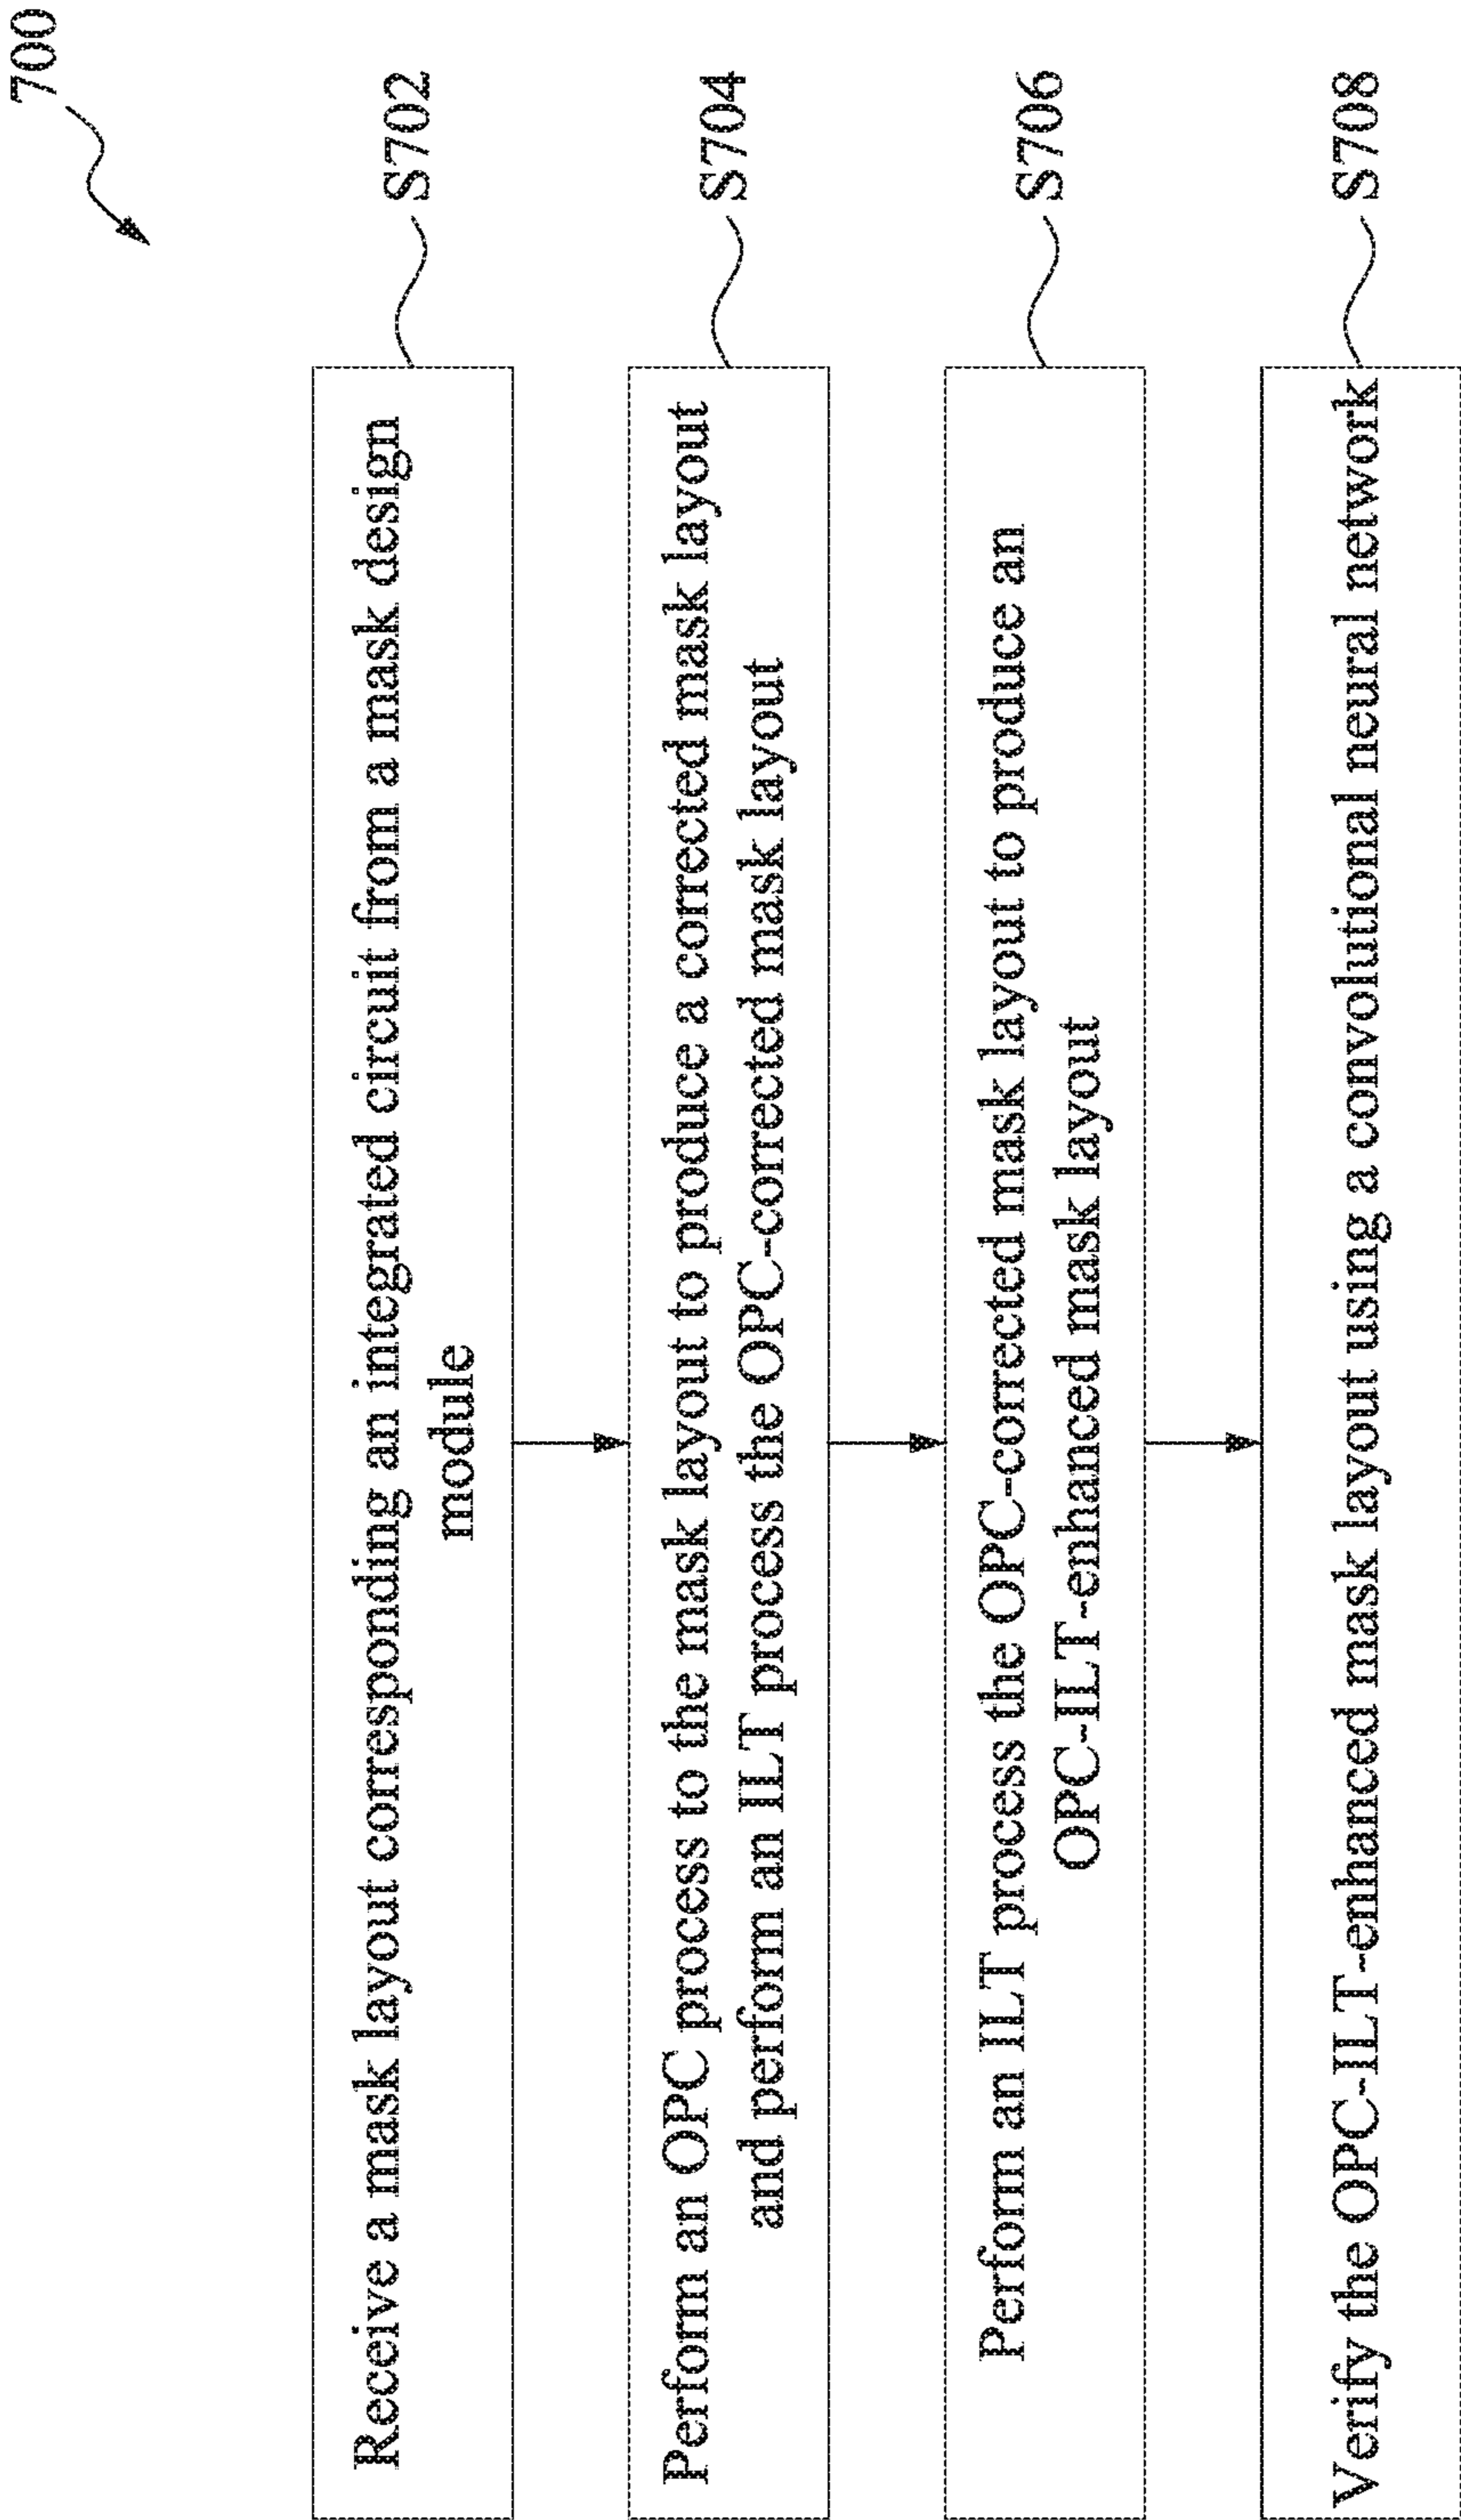 700
Receive a mask layout corresponding an integrated circuit from a mask design
module
S702
Perform an OPC process to the mask layout to produce a corrected mask layout
and perform an ILT process the OPC-corrected mask layout
S704
Perform an ILT process the OPC-corrected mask layout to produce an
OPC-ILT-enhanced mask layout
S706
Verify the OPC-ILT-enhanced mask layout using a convolutional neural network
S708